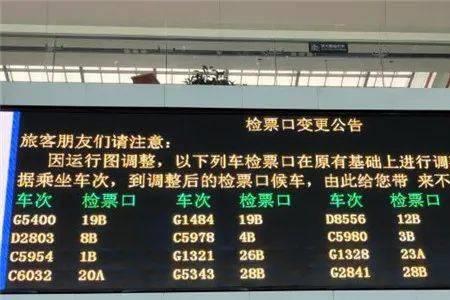 检票口变更公告
旅客朋友们请注意：
因运行图调整，以下列车检票口在原有基础上进行调
据乘坐车次，到调整后的检票口候车，由此给您带 来不
车次 检票口 车次 检票口 车次 检票口
G5400 19B G1484 19B D8556 12B
D2803 8B C5978 4B C5980 3B
C5954 1B G1321 26B G1328 23A
C6032 20A G5343 28B G2841 28B